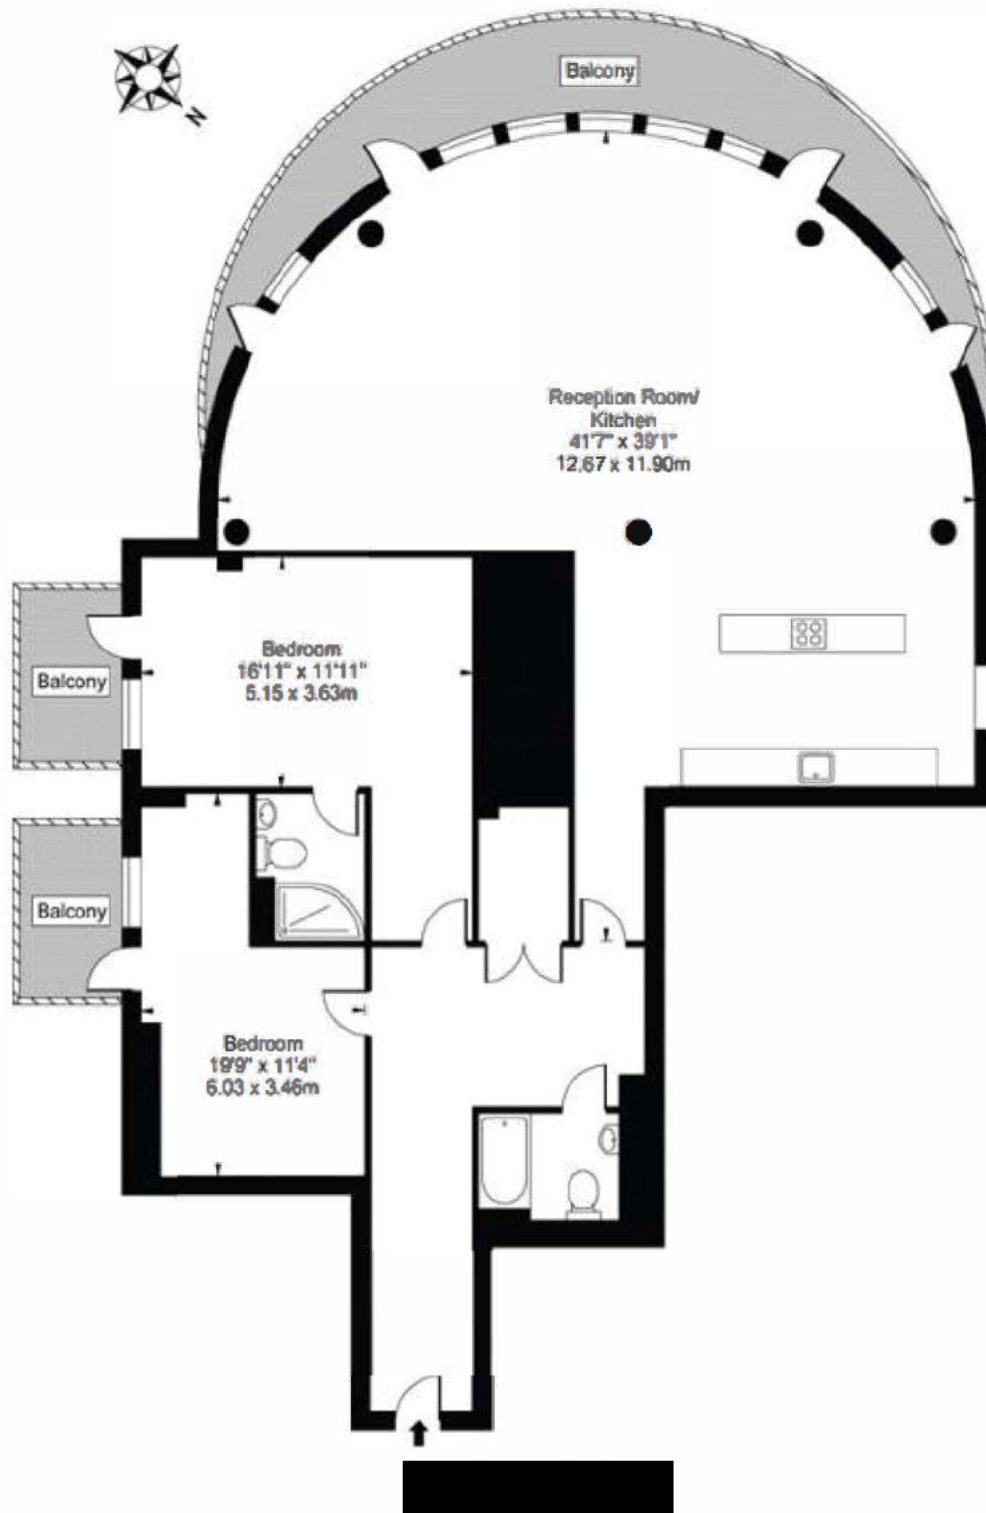 Balcony
N
Reception Room/
Kitchen
41'7" x 39'1"
12.67 x 11.90m
Bedroom
16'11" x 11'11"
5.15 x 3.63m
Balcony
Balcony
Bedroom
19'9" x 11'4"
6.03 x 3.46m